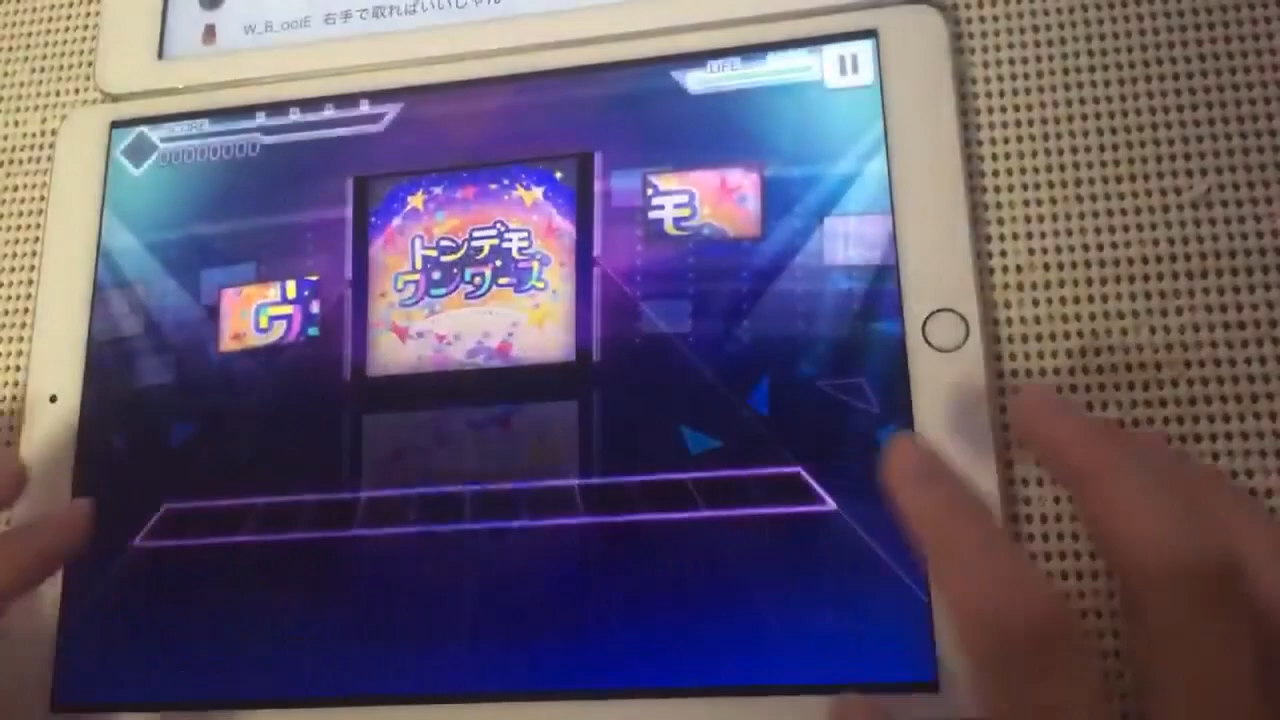 W_B_ooiE 右手で取ればいいじゃん
LIFE
SCORE
00000000
トンデモ
ワンダーズ
モ
ワ